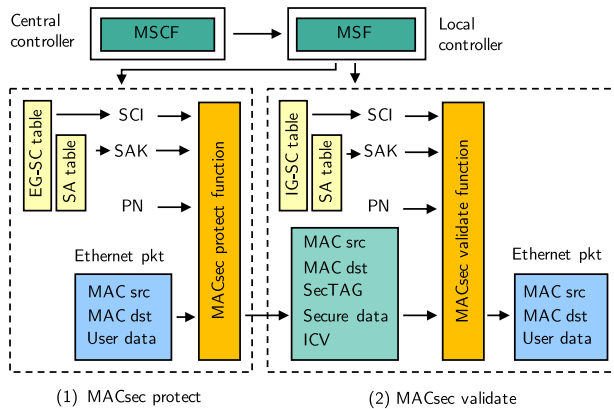 Central controller
MSCF
MSF
Local controller
EG-SC table
SA table
SCI
SAK
PN
MACsec protect function
Ethernet pkt
MAC src
MAC dst
User data
IG-SC table
SA table
SCI
SAK
PN
MAC src
MAC dst
SecTAG
Secure data
ICV
MACsec validate function
Ethernet pkt
MAC src
MAC dst
User data
(1) MACsec protect
(2) MACsec validate